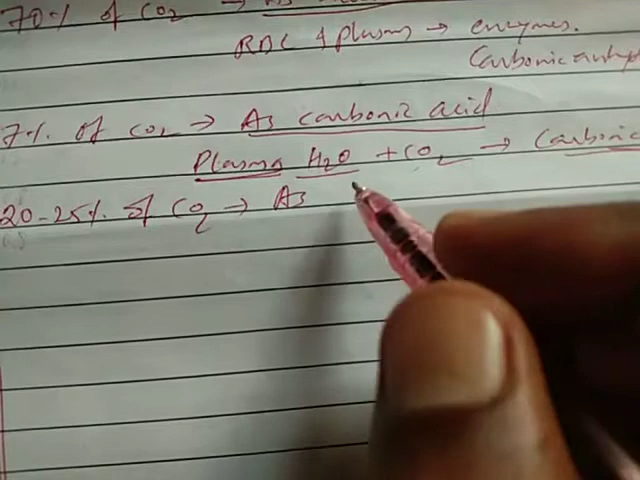 70% of CO2 →
RBC & Plasma → enzymes.
Carbonic anhyd
7% of CO2 → As carbonic acid
Plasma H2O + CO2 → Carbonic
20-25% of CO2 → As